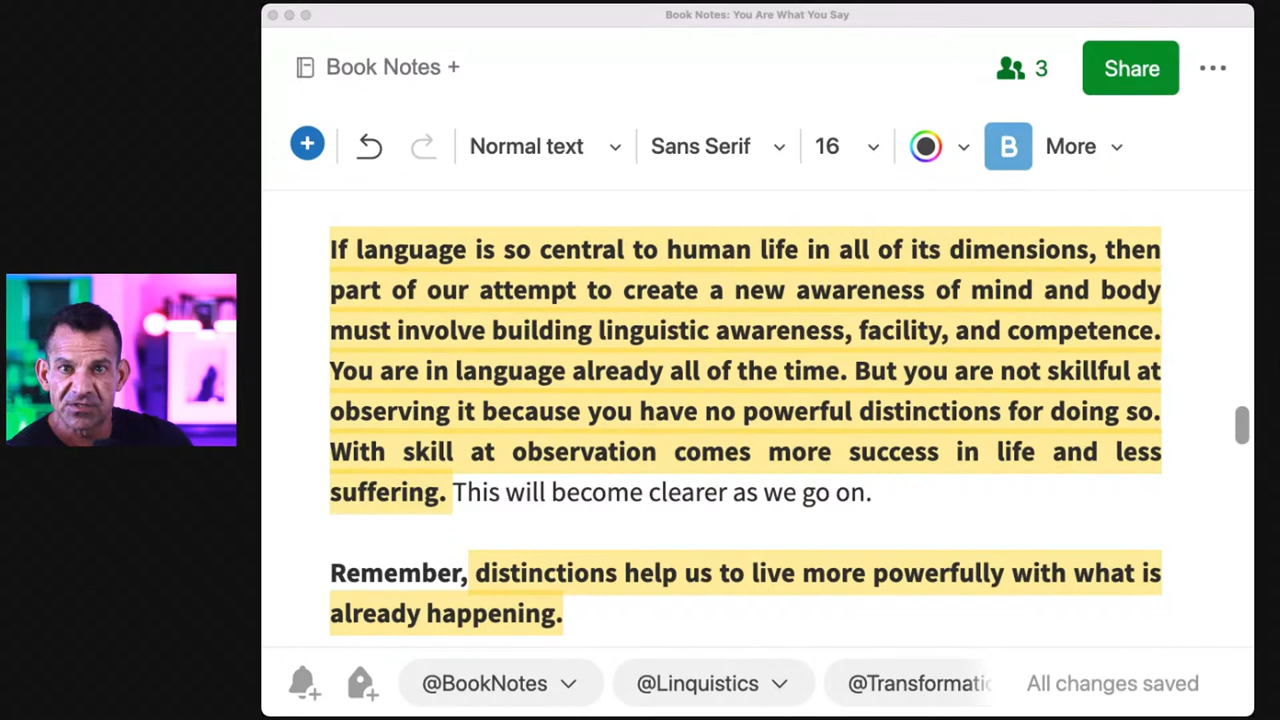 Book Notes: You Are What You Say
Book Notes +
3
Share
Normal text
Sans Serif
16
B
More
If language is so central to human life in all of its dimensions, then
part of our attempt to create a new awareness of mind and body
must involve building linguistic awareness, facility, and competence.
You are in language already all of the time. But you are not skillful at
observing it because you have no powerful distinctions for doing so.
With skill at observation comes more success in life and less
suffering. This will become clearer as we go on.
Remember, distinctions help us to live more powerfully with what is
already happening.
@BookNotes
@Linquistics
@Transformatic
All changes saved